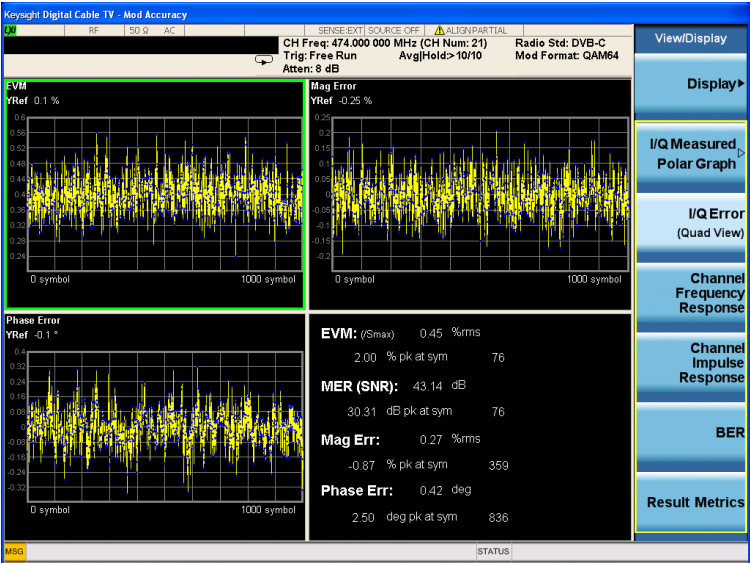 Keysight Digital Cable TV - Mod Accuracy
LXI RF 50 Ω AC SENSE:EXT SOURCE OFF ALIGN PARTIAL
CH Freq: 474.000 000 MHz (CH Num: 21) Radio Std: DVB-C
Trig: Free Run Avg|Hold:>10/10 Mod Format: QAM64
Atten: 8 dB
EVM
YRef 0.1 %
0.6
0.56
0.52
0.48
0.44
0.4
0.36
0.32
0.28
0.24
0 symbol 1000 symbol
Mag Error
YRef -0.25 %
0.25
0.2
0.15
0.1
0.05
0
-0.05
-0.1
-0.15
-0.2
0 symbol 1000 symbol
Phase Error
YRef -0.1 °
0.4
0.32
0.24
0.16
0.08
0
-0.08
-0.16
-0.24
-0.32
0 symbol 1000 symbol
EVM: (/Smax) 0.45 %rms
2.00 % pk at sym 76
MER (SNR): 43.14 dB
30.31 dB pk at sym 76
Mag Err: 0.27 %rms
-0.87 % pk at sym 359
Phase Err: 0.42 deg
2.50 deg pk at sym 836
View/Display
Display
I/Q Measured
Polar Graph
I/Q Error
(Quad View)
Channel
Frequency
Response
Channel
Impulse
Response
BER
Result Metrics
MSG STATUS